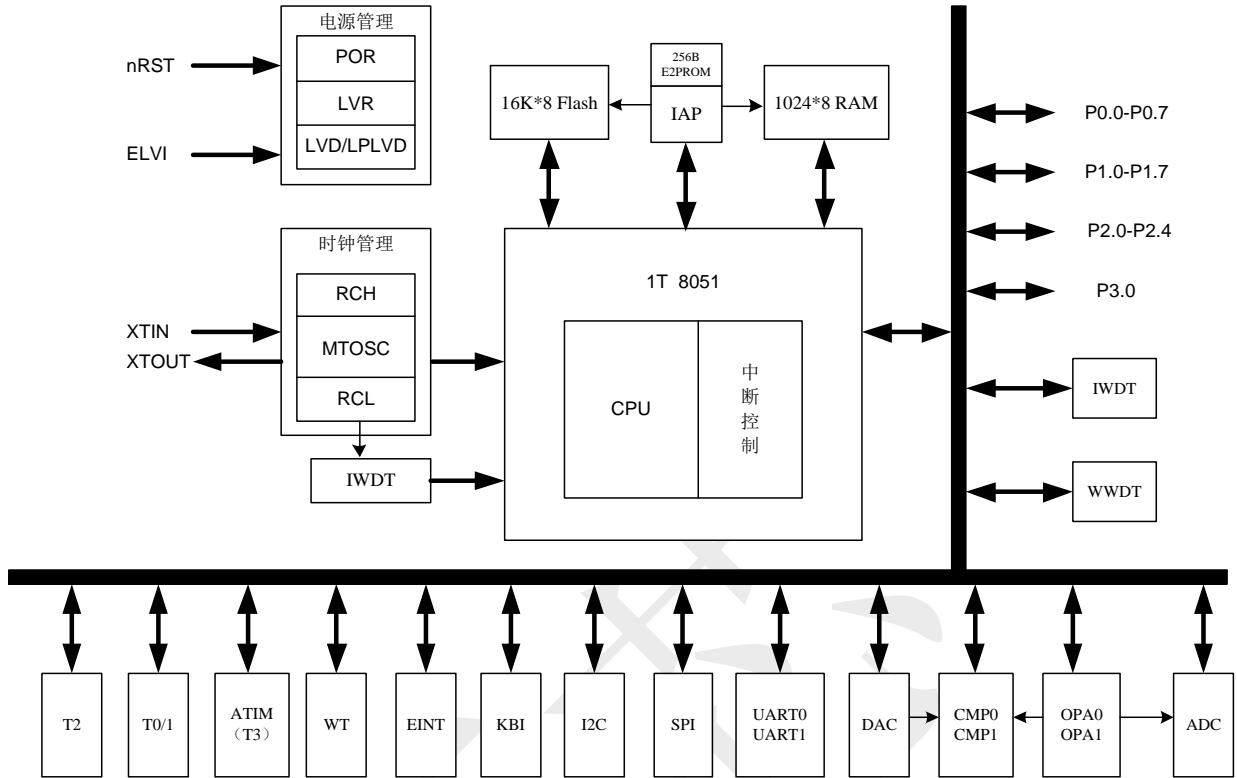 电源管理
nRST
POR
LVR
ELVI
LVD/LPLVD
256B
E2PROM
16K*8 Flash
IAP
1024*8 RAM
P0.0-P0.7
P1.0-P1.7
P2.0-P2.4
P3.0
时钟管理
RCH
XTIN
MTOSC
XTOUT
RCL
IWDT
1T 8051
CPU
中
断
控
制
IWDT
WWDT
T2
T0/1
ATIM
（T3）
WT
EINT
KBI
I2C
SPI
UART0
UART1
DAC
CMP0
CMP1
OPA0
OPA1
ADC